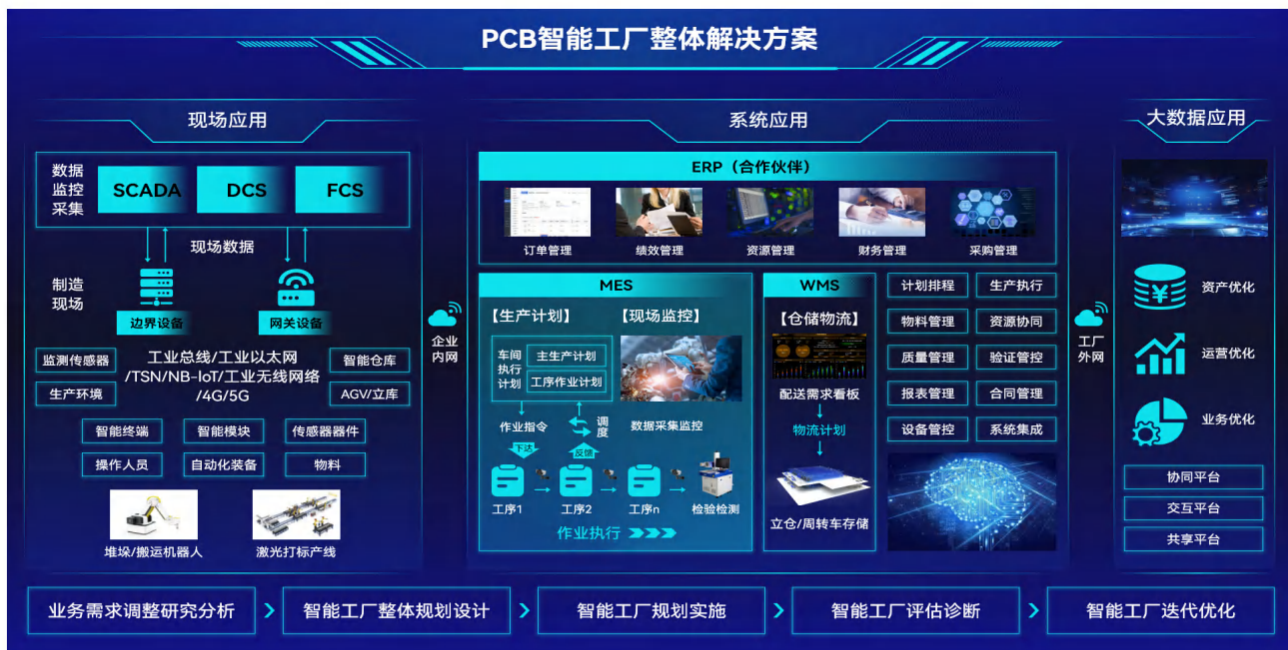 PCB智能工厂整体解决方案
现场应用
数据
监控
采集
SCADA
DCS
FCS
现场数据
制造
现场
边界设备
网关设备
监测传感器
生产环境
工业总线/工业以太网
/TSN/NB-IoT/工业无线网络
/4G/5G
智能仓库
AGV/立库
智能终端
智能模块
传感器器件
操作人员
自动化装备
物料
堆垛/搬运机器人
激光打标产线
企业
内网
系统应用
ERP（合作伙伴）
订单管理
绩效管理
资源管理
财务管理
采购管理
MES
【生产计划】
【现场监控】
车间
执行
计划
主生产计划
工序作业计划
作业指令
调
度
数据采集监控
下达
反馈
工序1
工序2
工序n
检验检测
作业执行
WMS
【仓储物流】
配送需求看板
物流计划
立仓/周转车存储
计划排程
生产执行
物料管理
资源协同
质量管理
验证管控
报表管理
合同管理
设备管控
系统集成
工厂
外网
大数据应用
资产优化
运营优化
业务优化
协同平台
交互平台
共享平台
业务需求调整研究分析
智能工厂整体规划设计
智能工厂规划实施
智能工厂评估诊断
智能工厂迭代优化